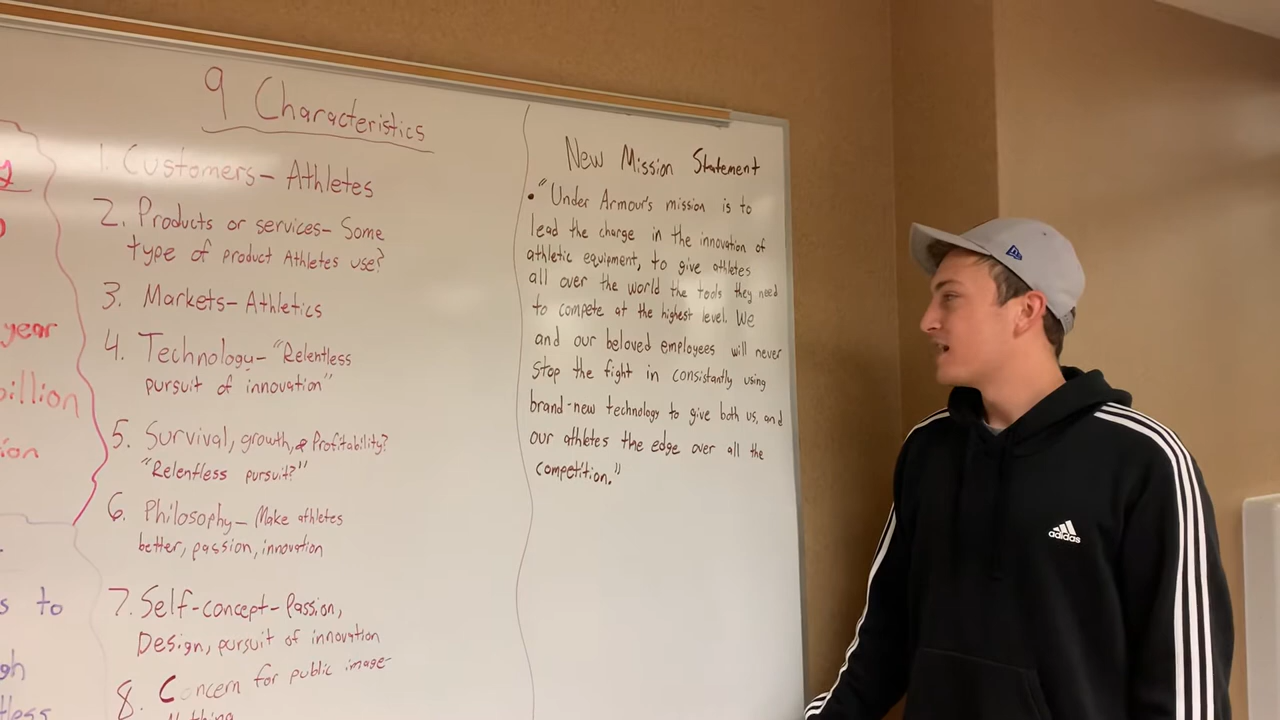 year
billion
to
9 Characteristics
1. Customers- Athletes
2. Products or services- Some
type of product Athletes use?
3. Markets- Athletics
4. Technology- "Relentless
pursuit of innovation"
5. Survival, growth, & Profitability?
"Relentless pursuit?"
6. Philosophy- Make athletes
better, passion, innovation
7. Self-concept- Passion,
Design, pursuit of innovation
8. Concern for public image-
Nothing
New Mission Statement
• "Under Armour's mission is to
lead the charge in the innovation of
athletic equipment, to give athletes
all over the world the tools they need
to compete at the highest level. We
and our beloved employees will never
stop the fight in consistantly using
brand-new technology to give both us, and
our athletes the edge over all the
competition."
adidas